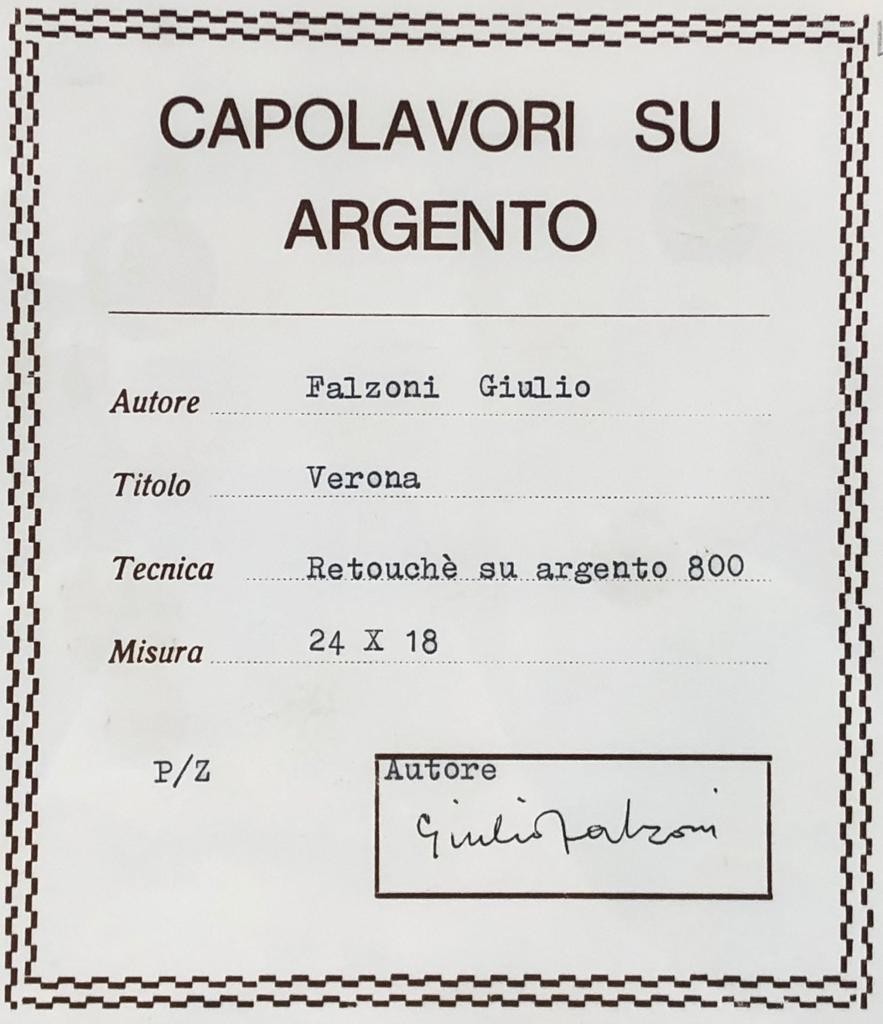 CAPOLAVORI SU
ARGENTO
Autore Falzoni Giulio
Titolo Verona
Tecnica Retouchè su argento 800
Misura 24 X 18
P/Z Autore
Giulio Falzoni